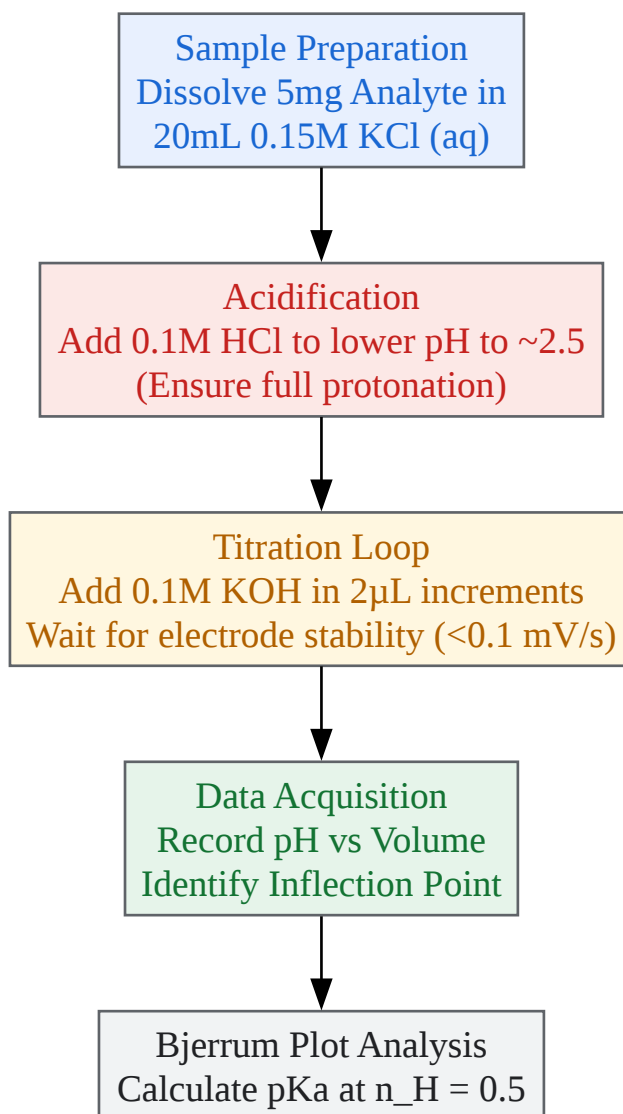 Sample Preparation
Dissolve 5mg Analyte in
20mL 0.15M KCl (aq)
Acidification
Add 0.1M HCl to lower pH to ~2.5
(Ensure full protonation)
Titration Loop
Add 0.1M KOH in 2µL increments
Wait for electrode stability (<0.1 mV/s)
Data Acquisition
Record pH vs Volume
Identify Inflection Point
Bjerrum Plot Analysis
Calculate pKa at n_H = 0.5